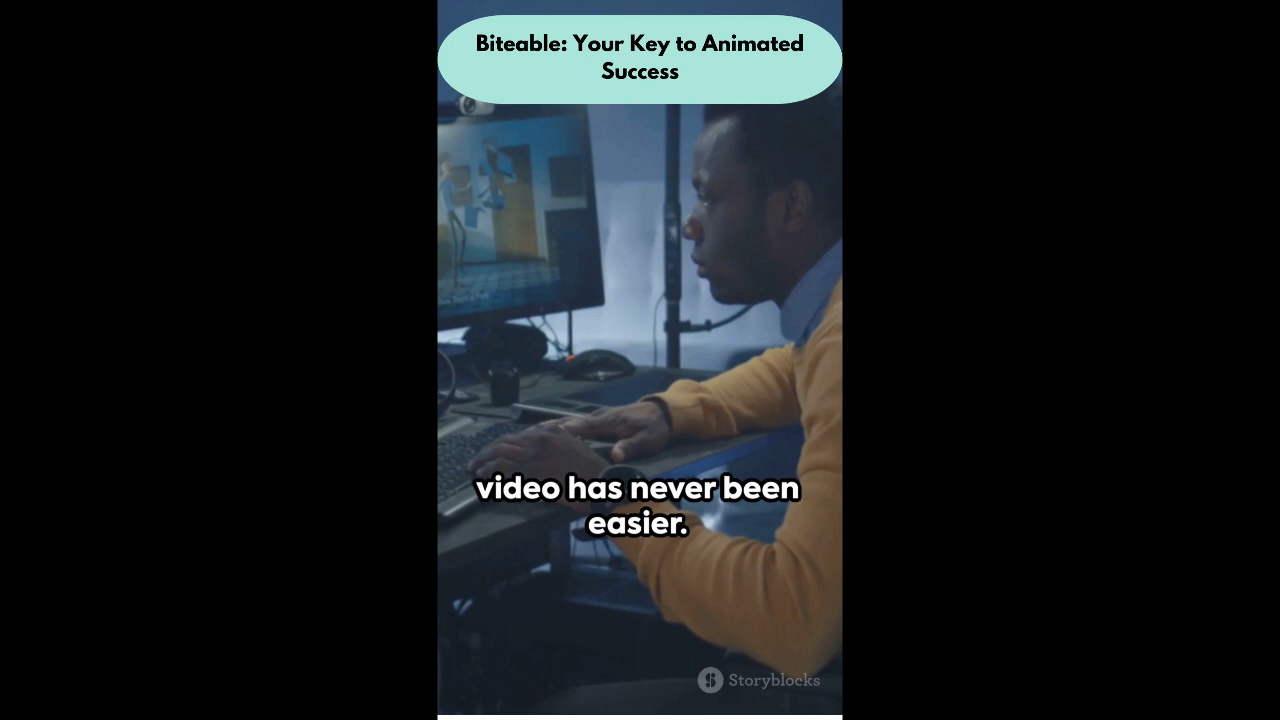 Biteable: Your Key to Animated
Success
video has never been
easier.
Storyblocks